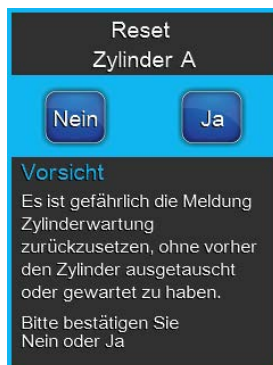 Reset
Zylinder A
Nein
Ja
Vorsicht
Es ist gefährlich die Meldung
Zylinderwartung
zurückzusetzen, ohne vorher
den Zylinder ausgetauscht
oder gewartet zu haben.
Bitte bestätigen Sie
Nein oder Ja